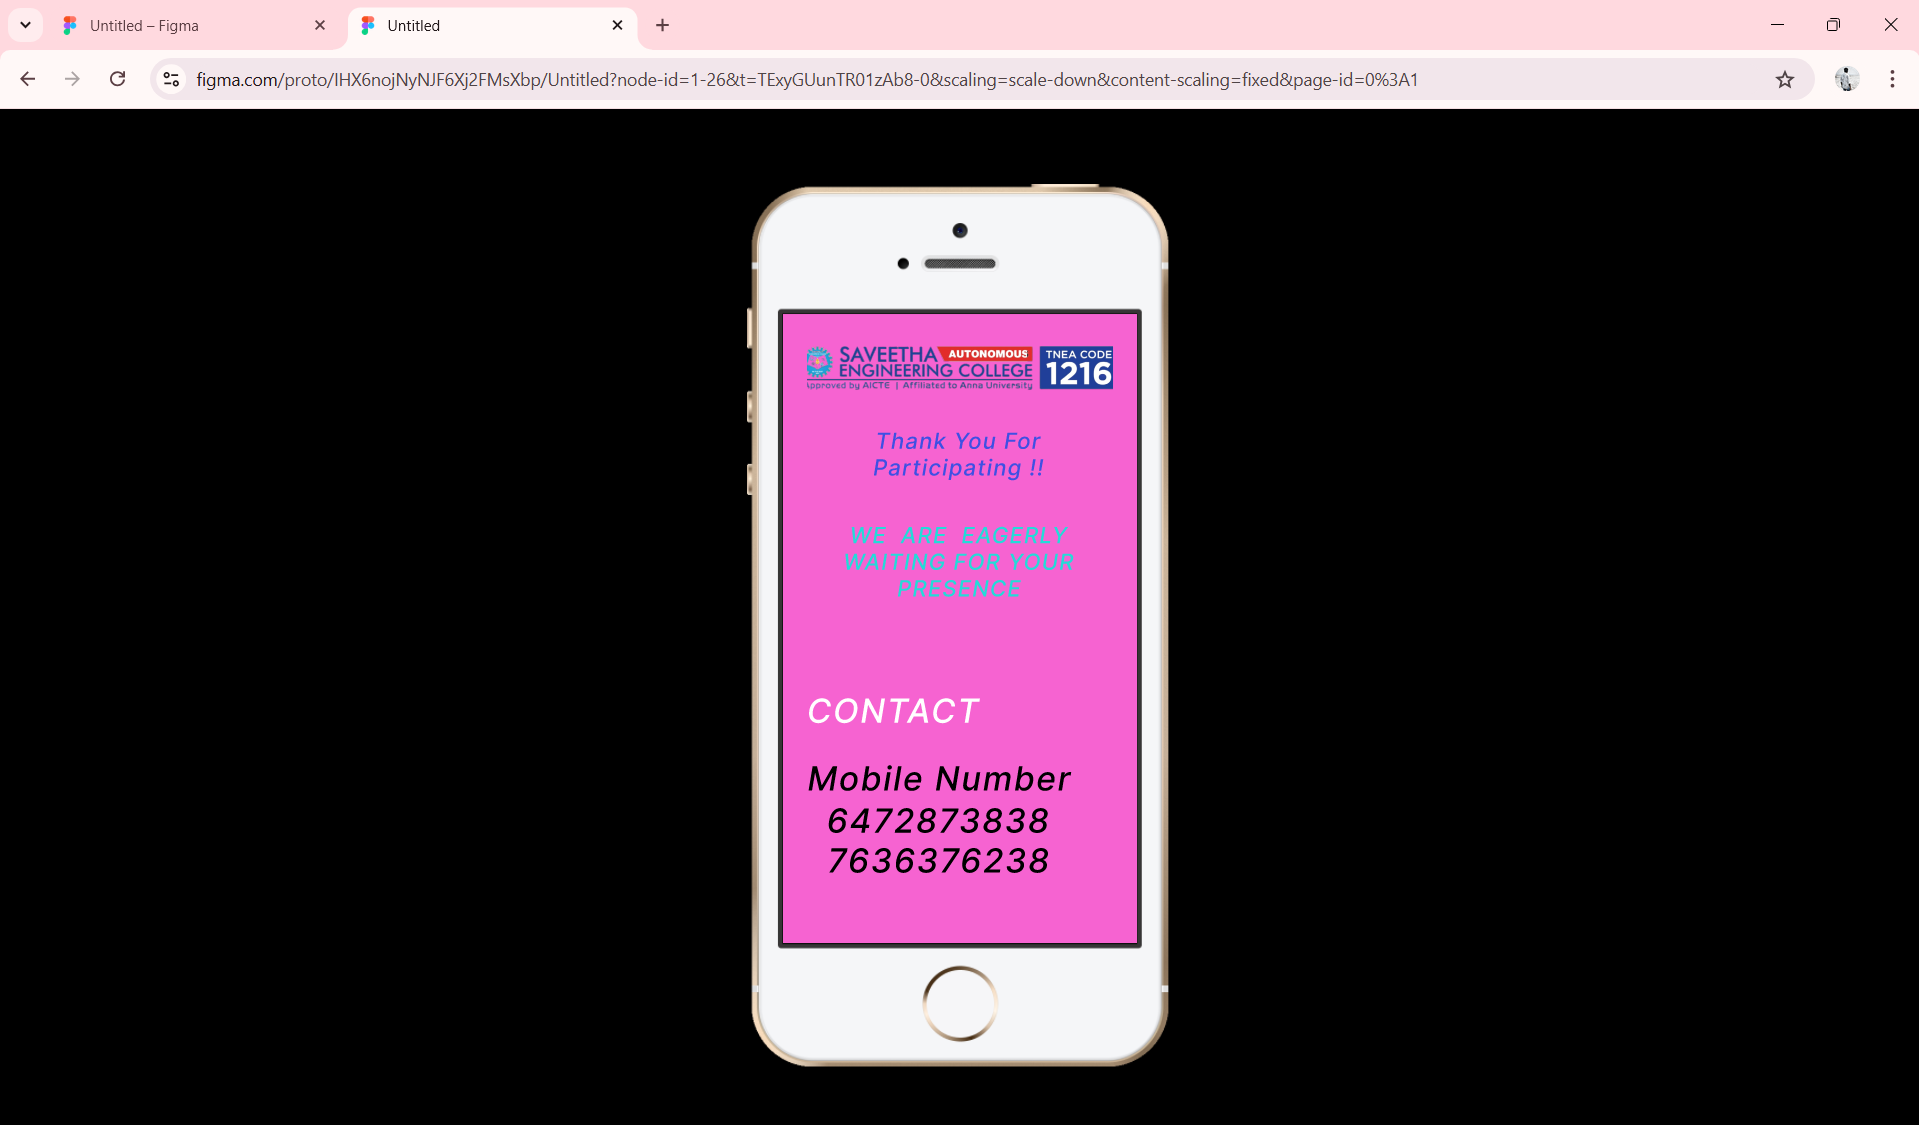 Untitled – Figma
Untitled
figma.com/proto/IHX6nojNyNJF6Xj2FMsXbp/Untitled?node-id=1-26&t=TExyGUunTR01zAb8-0&scaling=scale-down&content-scaling=fixed&page-id=0%3A1
SAVEETHA AUTONOMOUS
ENGINEERING COLLEGE
Approved by AICTE | Affiliated to Anna University
TNEA CODE
1216
Thank You For
Participating !!
WE ARE EAGERLY
WAITING FOR YOUR
PRESENCE
CONTACT
Mobile Number
6472873838
7636376238